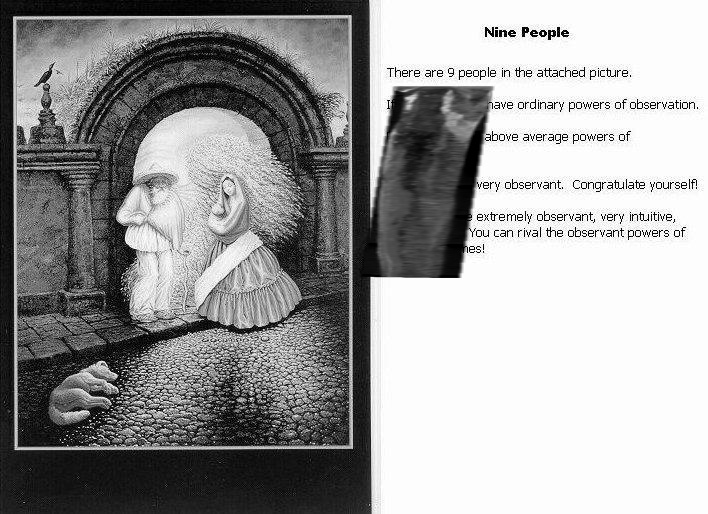 Nine People
There are 9 people in the attached picture.
have ordinary powers of observation.
above average powers of
very observant. Congratulate yourself!
extremely observant, very intuitive,
You can rival the observant powers of